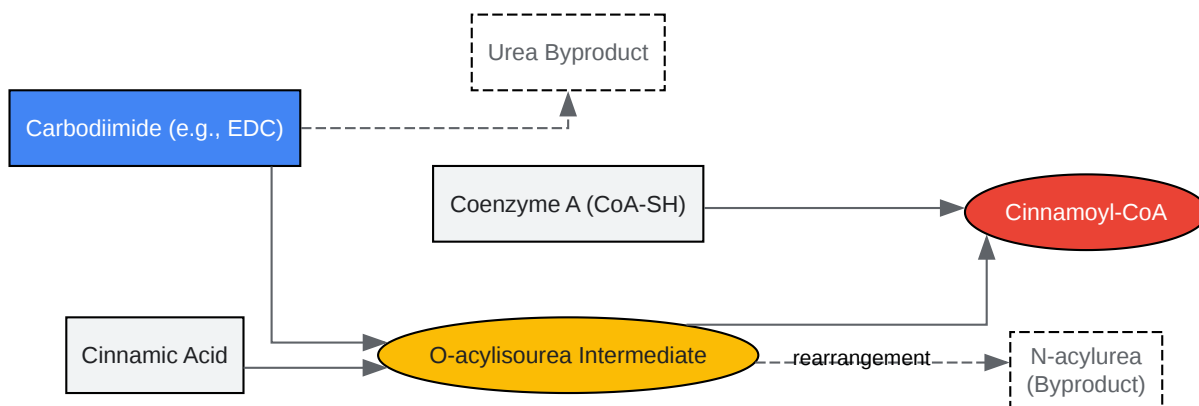 Urea Byproduct
Carbodiimide (e.g., EDC)
Coenzyme A (CoA-SH)
Cinnamoyl-CoA
Cinnamic Acid
O-acylisourea Intermediate
rearrangement
N-acylurea
(Byproduct)